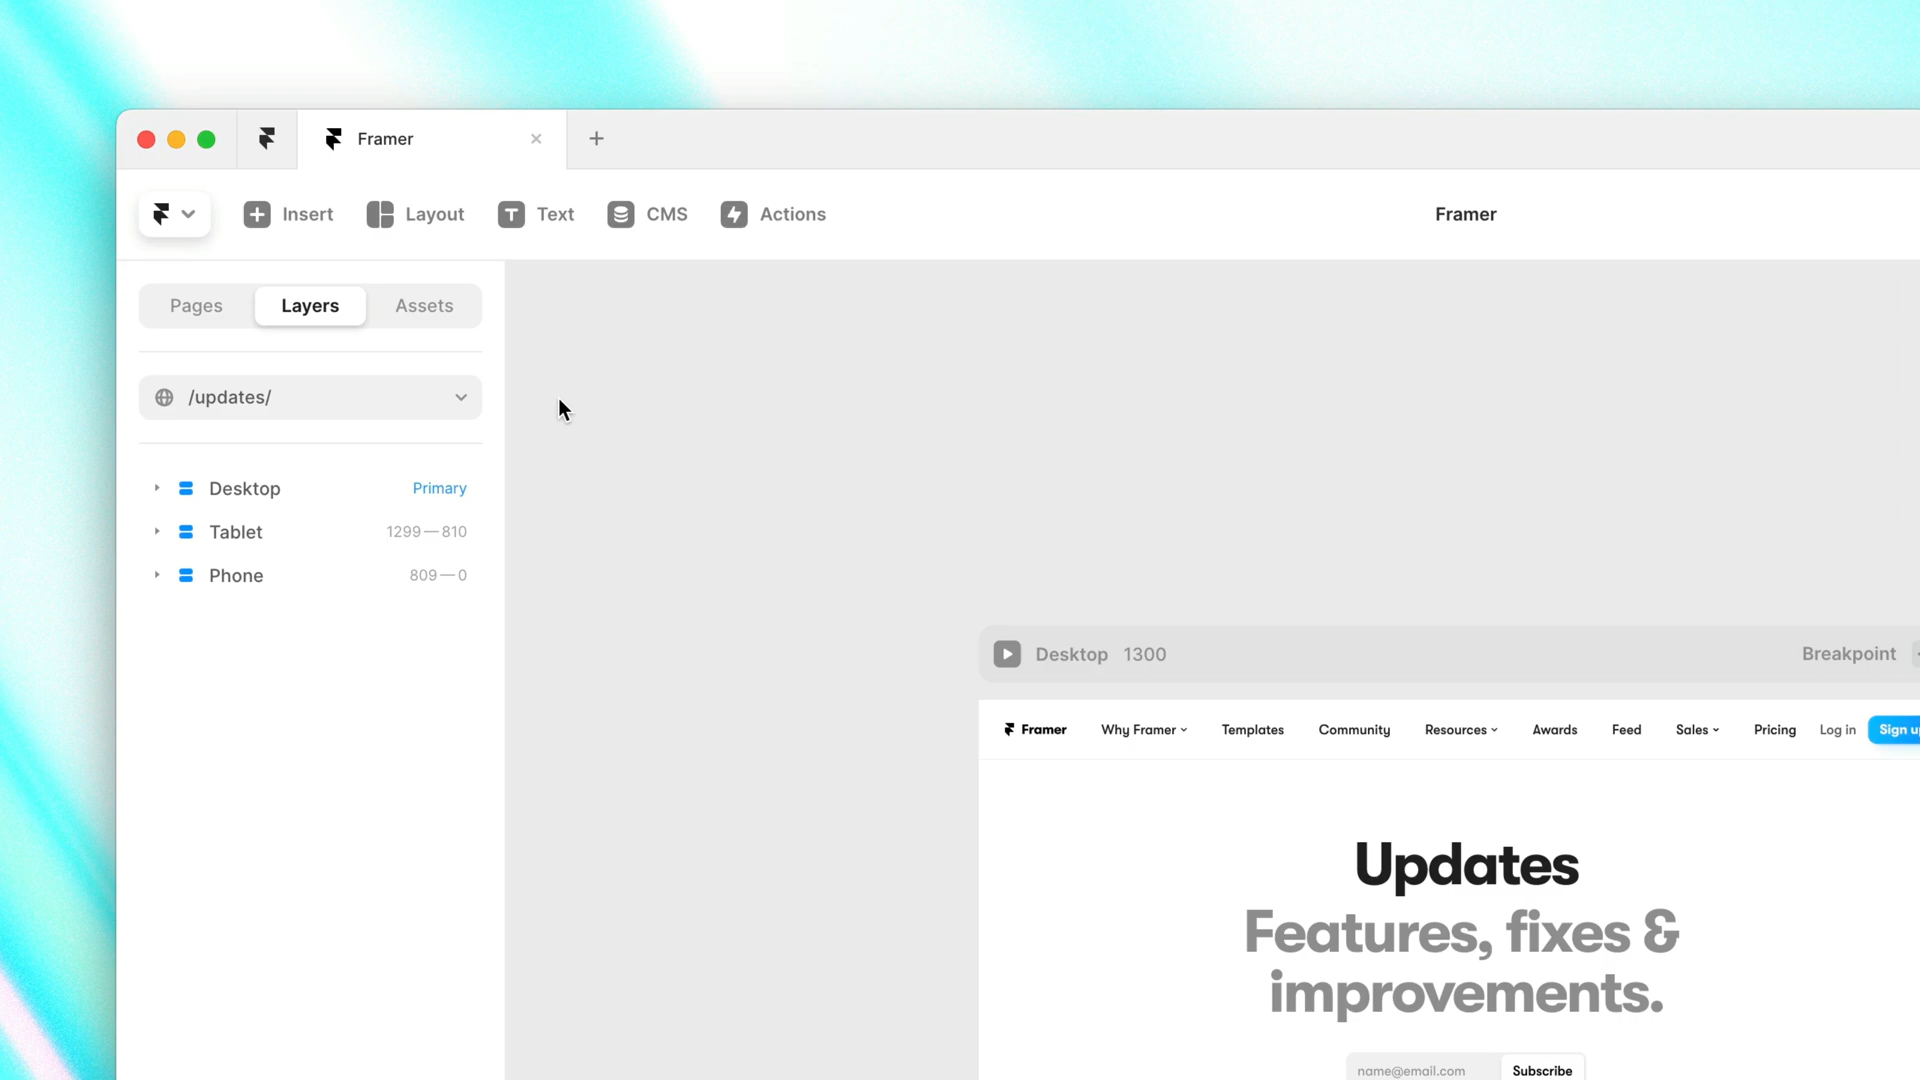 Framer
Insert Layout Text CMS Actions Framer
Pages Layers Assets
/updates/
Desktop Primary
Tablet 1299—810
Phone 809—0
Desktop 1300 Breakpoint
Framer Why Framer Templates Community Resources Awards Feed Sales Pricing Log in Sign u
Updates
Features, fixes &
improvements.
name@email.com Subscribe